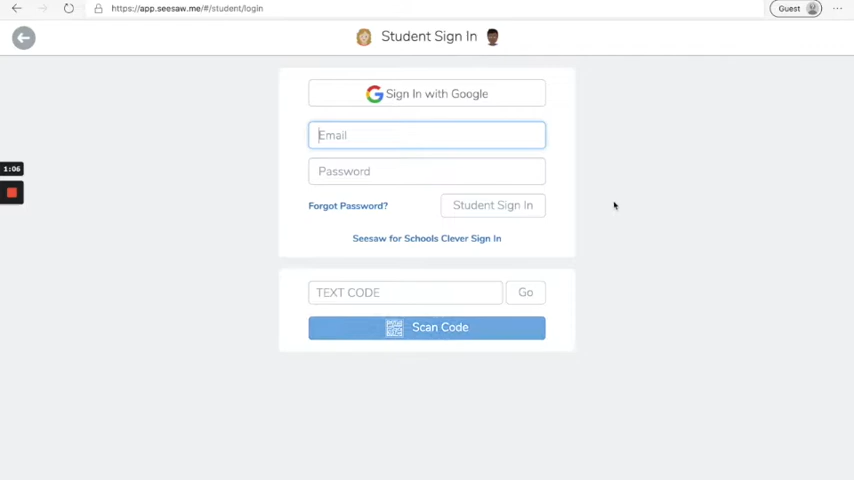 https://app.seesaw.me/#/student/login
Guest
Student Sign In
Sign In with Google
Email
1:06
Password
Forgot Password?
Student Sign In
Seesaw for Schools Clever Sign In
TEXT CODE
Go
Scan Code